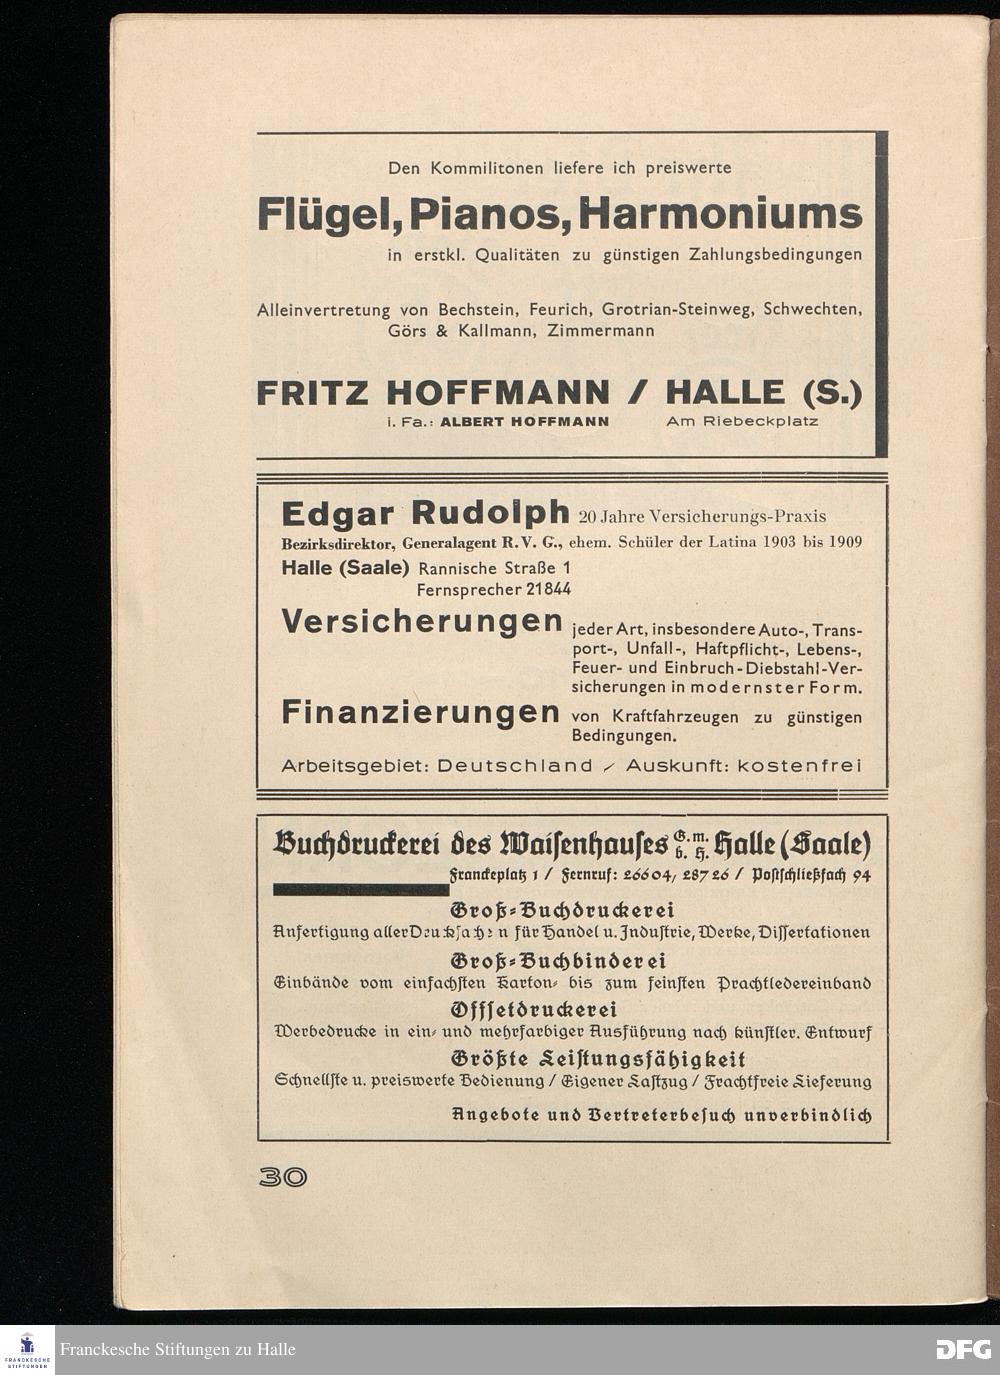 Den Kommilitonen liefere ich preiswerte
Flügel, Pianos, Harmoniums
in erstkl. Qualitäten zu günstigen Zahlungsbedingungen
Alleinvertretung von Bechstein, Feurich, Grotrian-Steinweg, Schwechten,
Görs & Kallmann, Zimmermann
FRITZ HOFFMANN / HALLE (S.)
i. Fa.: ALBERT HOFFMANN Am Riebeckplatz
Edgar Rudolph 20 Jahre Versicherungs-Praxis
Bezirksdirektor, Generalagent R. V. G., ehem. Schüler der Latina 1903 bis 1909
Halle (Saale) Rannische Straße 1
Fernsprecher 21844
Versicherungen jeder Art, insbesondere Auto-, Trans-
port-, Unfall-, Haftpflicht-, Lebens-,
Feuer- und Einbruch-Diebstahl-Ver-
sicherungen in modernster Form.
Finanzierungen von Kraftfahrzeugen zu günstigen
Bedingungen.
Arbeitsgebiet: Deutschland / Auskunft: kostenfrei
Buchdruckerei des Waisenhauses G. m. b. H. Halle (Saale)
Franckeplatz 1 / Fernruf: 26604, 28726 / Postschließfach 94
Groß-Buchdruckerei
Anfertigung aller Drucksachen für Handel u. Industrie, Werke, Dissertationen
Groß-Buchbinderei
Einbände vom einfachsten Karton- bis zum feinsten Prachtledereinband
Offsetdruckerei
Werbedrucke in ein- und mehrfarbiger Ausführung nach künstler. Entwurf
Größte Leistungsfähigkeit
Schnellste u. preiswerte Bedienung / Eigener Lastzug / Frachtfreie Lieferung
Angebote und Vertreterbesuch unverbindlich
30
FRANCKESCHE
STIFTUNGEN
Franckesche Stiftungen zu Halle
DFG